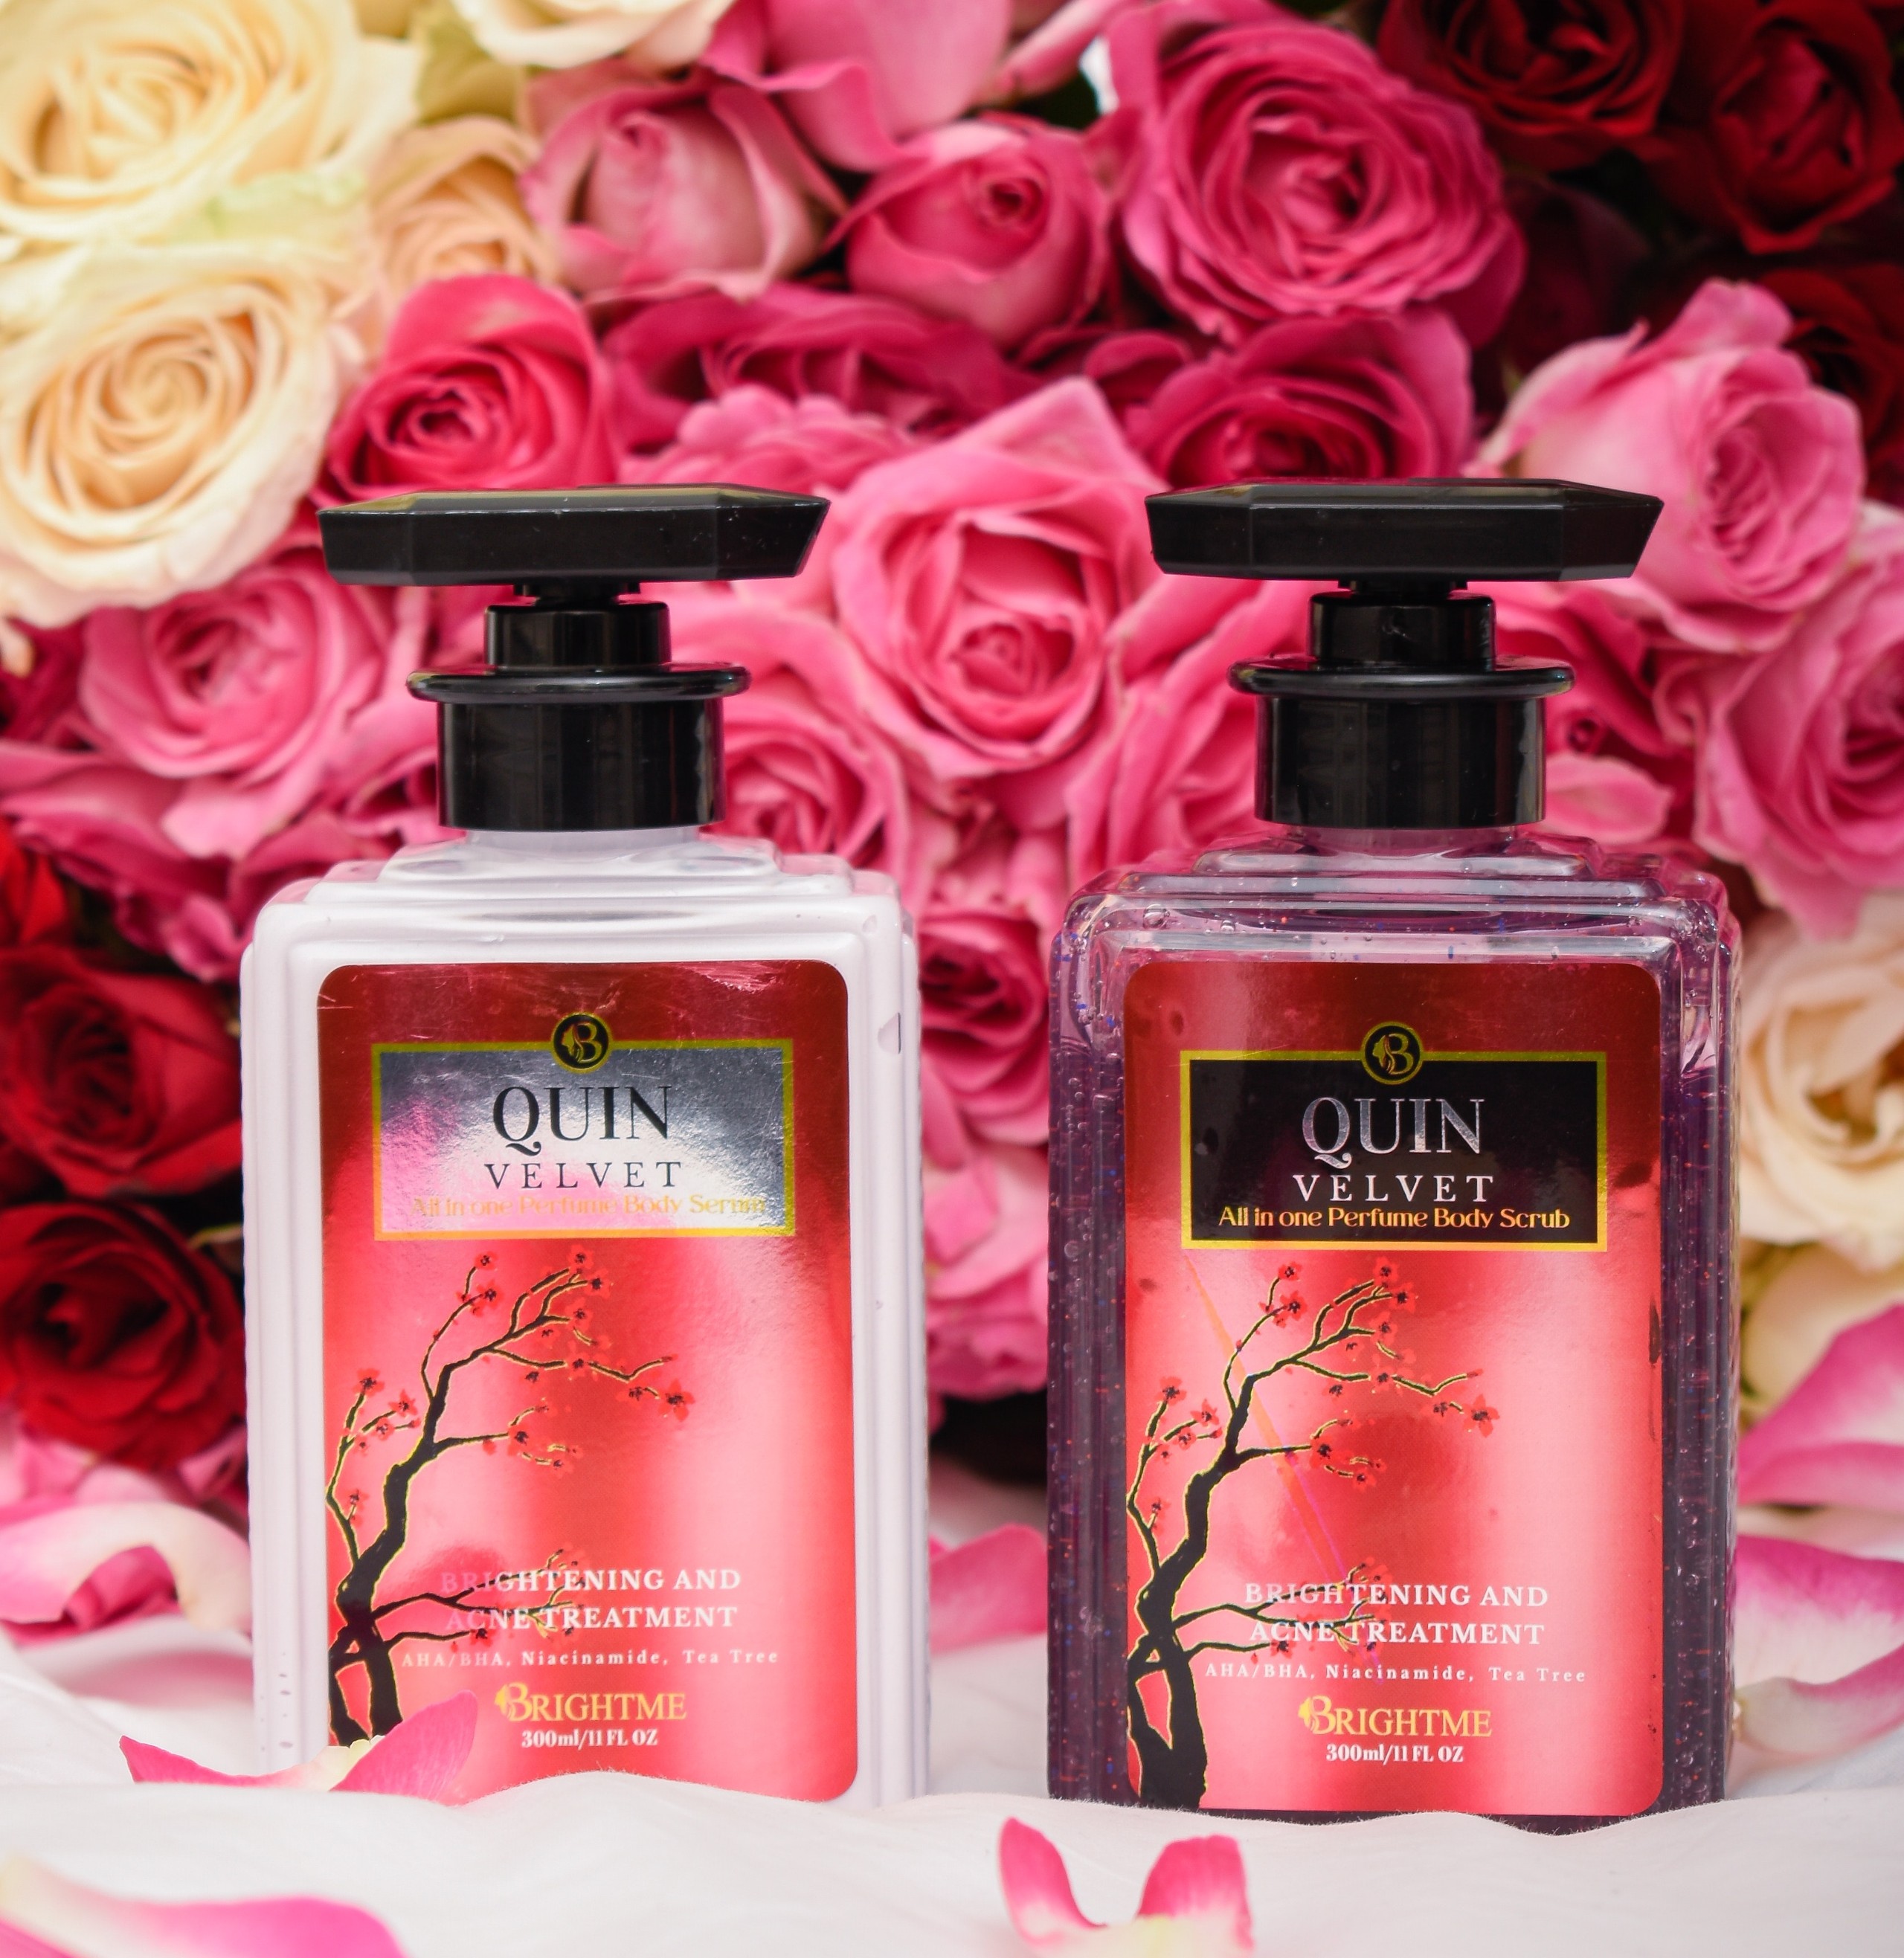 B
QUIN
VELVET
All in one Perfume Body Serum
BRIGHTENING AND
ACNE TREATMENT
AHA/BHA, Niacinamide, Tea Tree
BRIGHTME
300ml/11 FL OZ
B
QUIN
VELVET
All in one Perfume Body Scrub
BRIGHTENING AND
ACNE TREATMENT
AHA/BHA, Niacinamide, Tea Tree
BRIGHTME
300ml/11 FL OZ